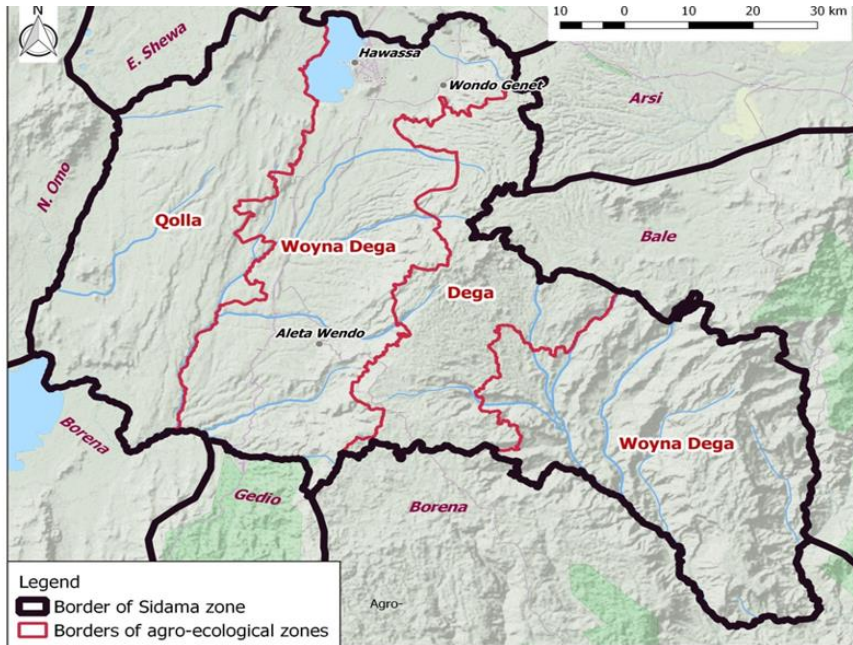 N
10 0 10 20 30 km
E. Shewa
Hawassa
Wondo Genet
Arsi
N. Omo
Qolla
Woyna Dega
Bale
Dega
Aleta Wendo
Borena
Woyna Dega
Gedio
Borena
Legend
Border of Sidama zone
Borders of agro-ecological zones
Agro-